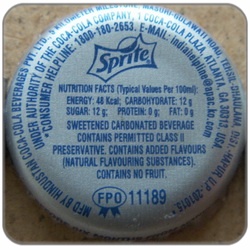 UNDER AUTHORITY OF THE COCA-COLA COMPANY, 1 COCA-COLA PLAZA, ATLANTA, GA 30313, USA
CONSUMER HELPLINE: 1800-180-2653, E-MAIL:
Sprite
NUTRITION FACTS (Typical Values Per 100ml):
ENERGY: 48 Kcal; CARBOHYDRATE: 12 g
SUGAR: 12 g; PROTEIN: 0 g; FAT: 0 g
SWEETENED CARBONATED BEVERAGE
CONTAINS PERMITTED CLASS II
PRESERVATIVE. CONTAINS ADDED FLAVOURS
(NATURAL FLAVOURING SUBSTANCES).
CONTAINS NO FRUIT.
FPO 11189
MFD BY HINDUSTAN COCA-COLA BEVERAGES